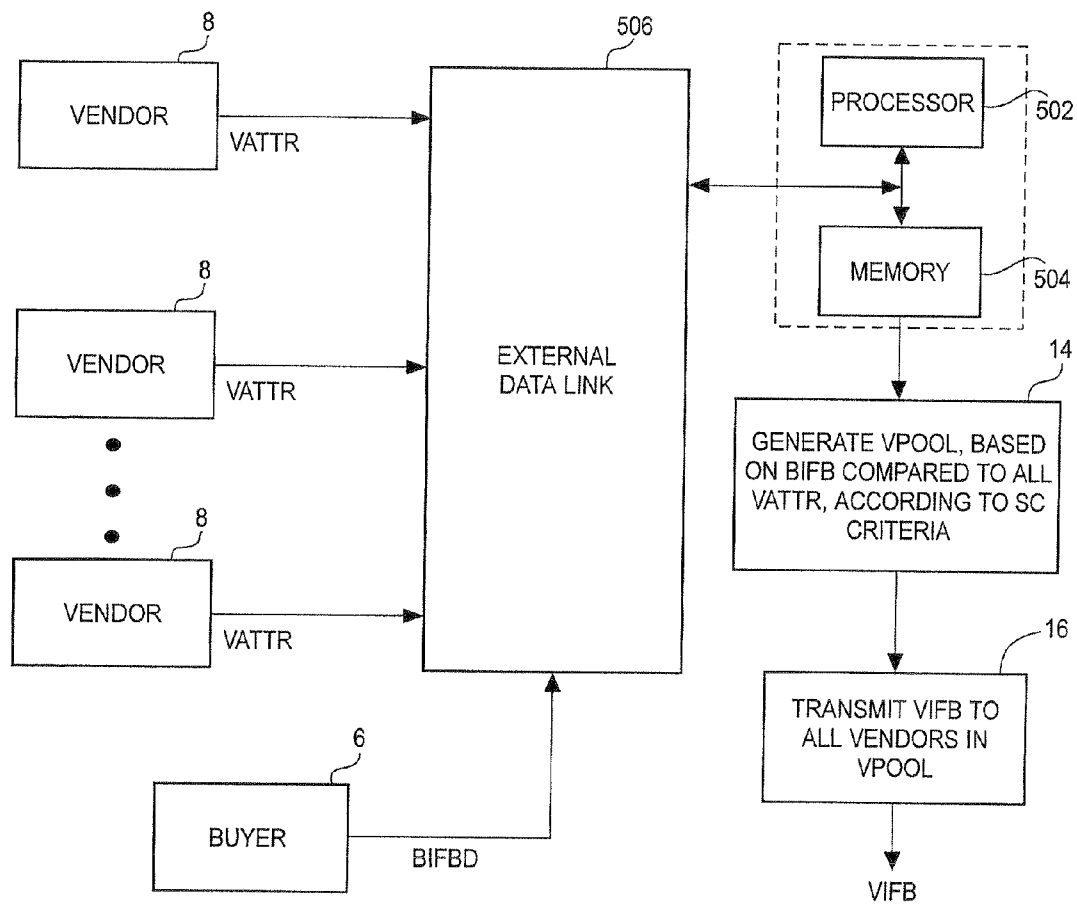 8
VENDOR
VATTR
506
EXTERNAL
DATA LINK
PROCESSOR
502
MEMORY
504
8
VENDOR
VATTR
8
VENDOR
VATTR
6
BUYER
BIFBD
14
GENERATE VPOOL, BASED
ON BIFB COMPARED TO ALL
VATTR, ACCORDING TO SC
CRITERIA
16
TRANSMIT VIFB TO
ALL VENDORS IN
VPOOL
VIFB